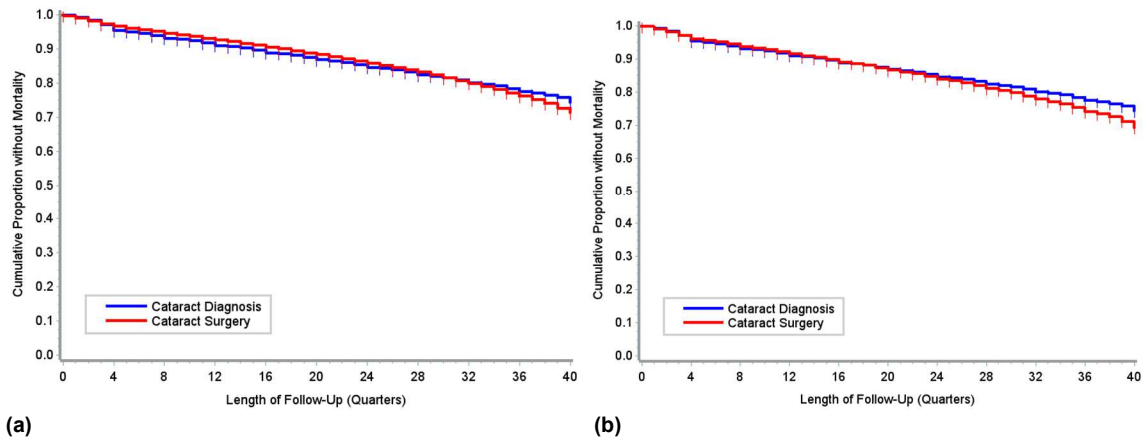 Cumulative Proportion without Mortality
1.0
0.9
0.8
0.7
0.6
0.5
0.4
0.3
0.2
0.1
0.0
Cataract Diagnosis
Cataract Surgery
0 4 8 12 16 20 24 28 32 36 40
Length of Follow-Up (Quarters)
(a)
Cumulative Proportion without Mortality
1.0
0.9
0.8
0.7
0.6
0.5
0.4
0.3
0.2
0.1
0.0
Cataract Diagnosis
Cataract Surgery
0 4 8 12 16 20 24 28 32 36 40
Length of Follow-Up (Quarters)
(b)